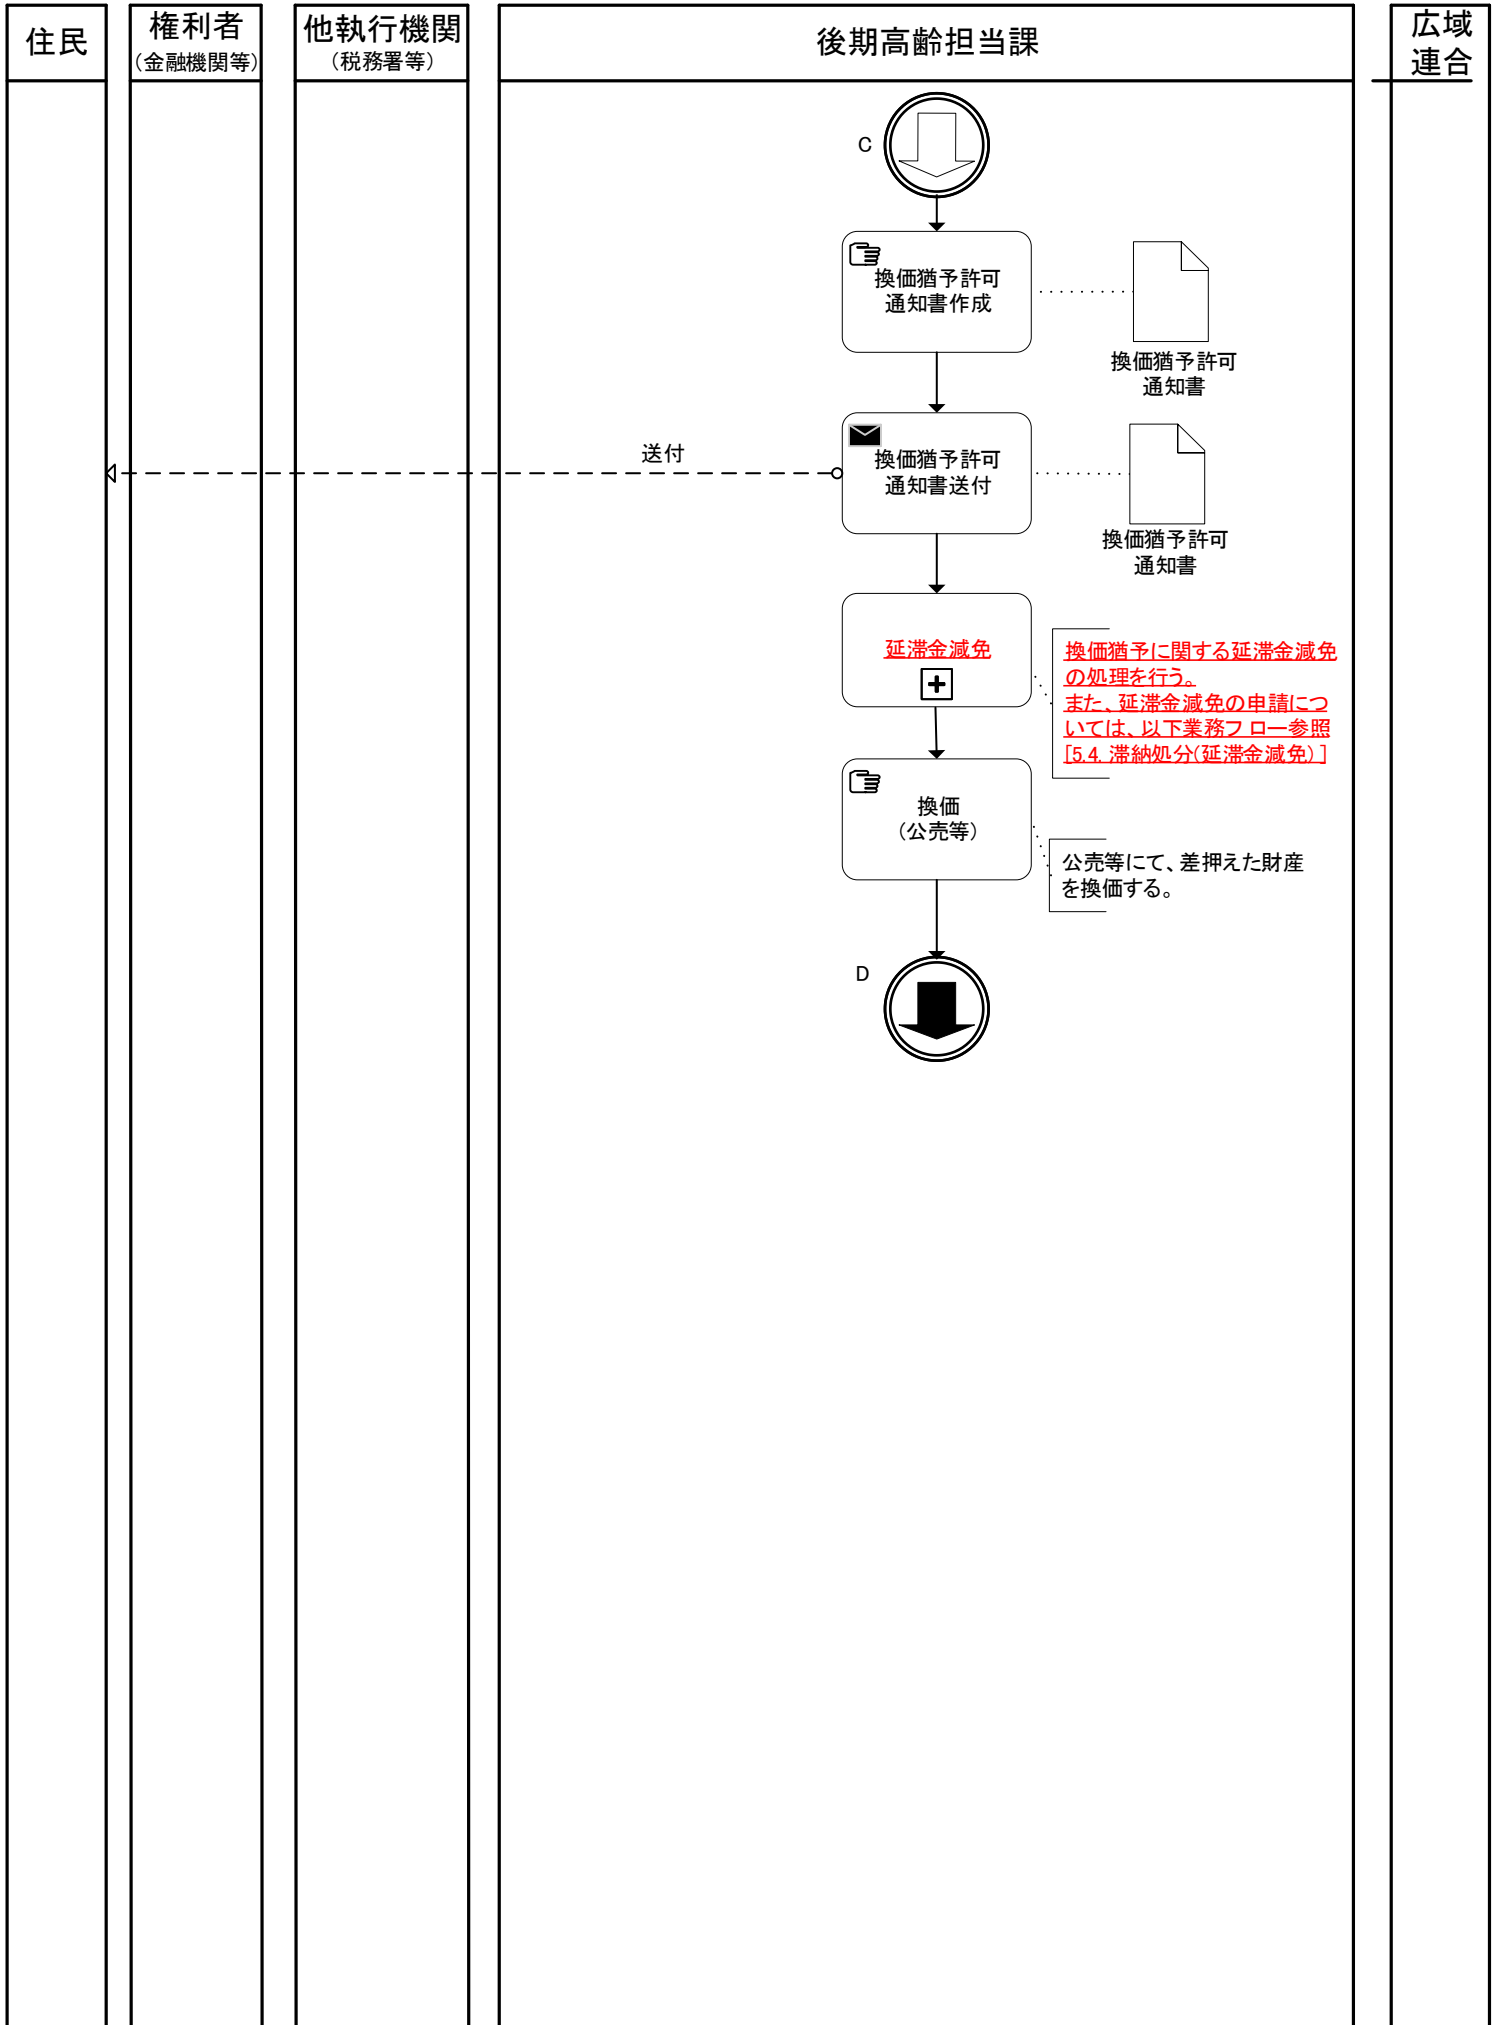 住民
権利者
(金融機関等)
他執行機関
(税務署等)
後期高齢担当課
広域
連合
C
換価猶予許可
通知書作成
換価猶予許可
通知書
送付
換価猶予許可
通知書送付
換価猶予許可
通知書
延滞金減免
換価猶予に関する延滞金減免
の処理を行う。
また、延滞金減免の申請につ
いては、以下業務フロー参照
[5.4. 滞納処分(延滞金減免)]
換価
(公売等)
公売等にて、差押えた財産
を換価する。
D